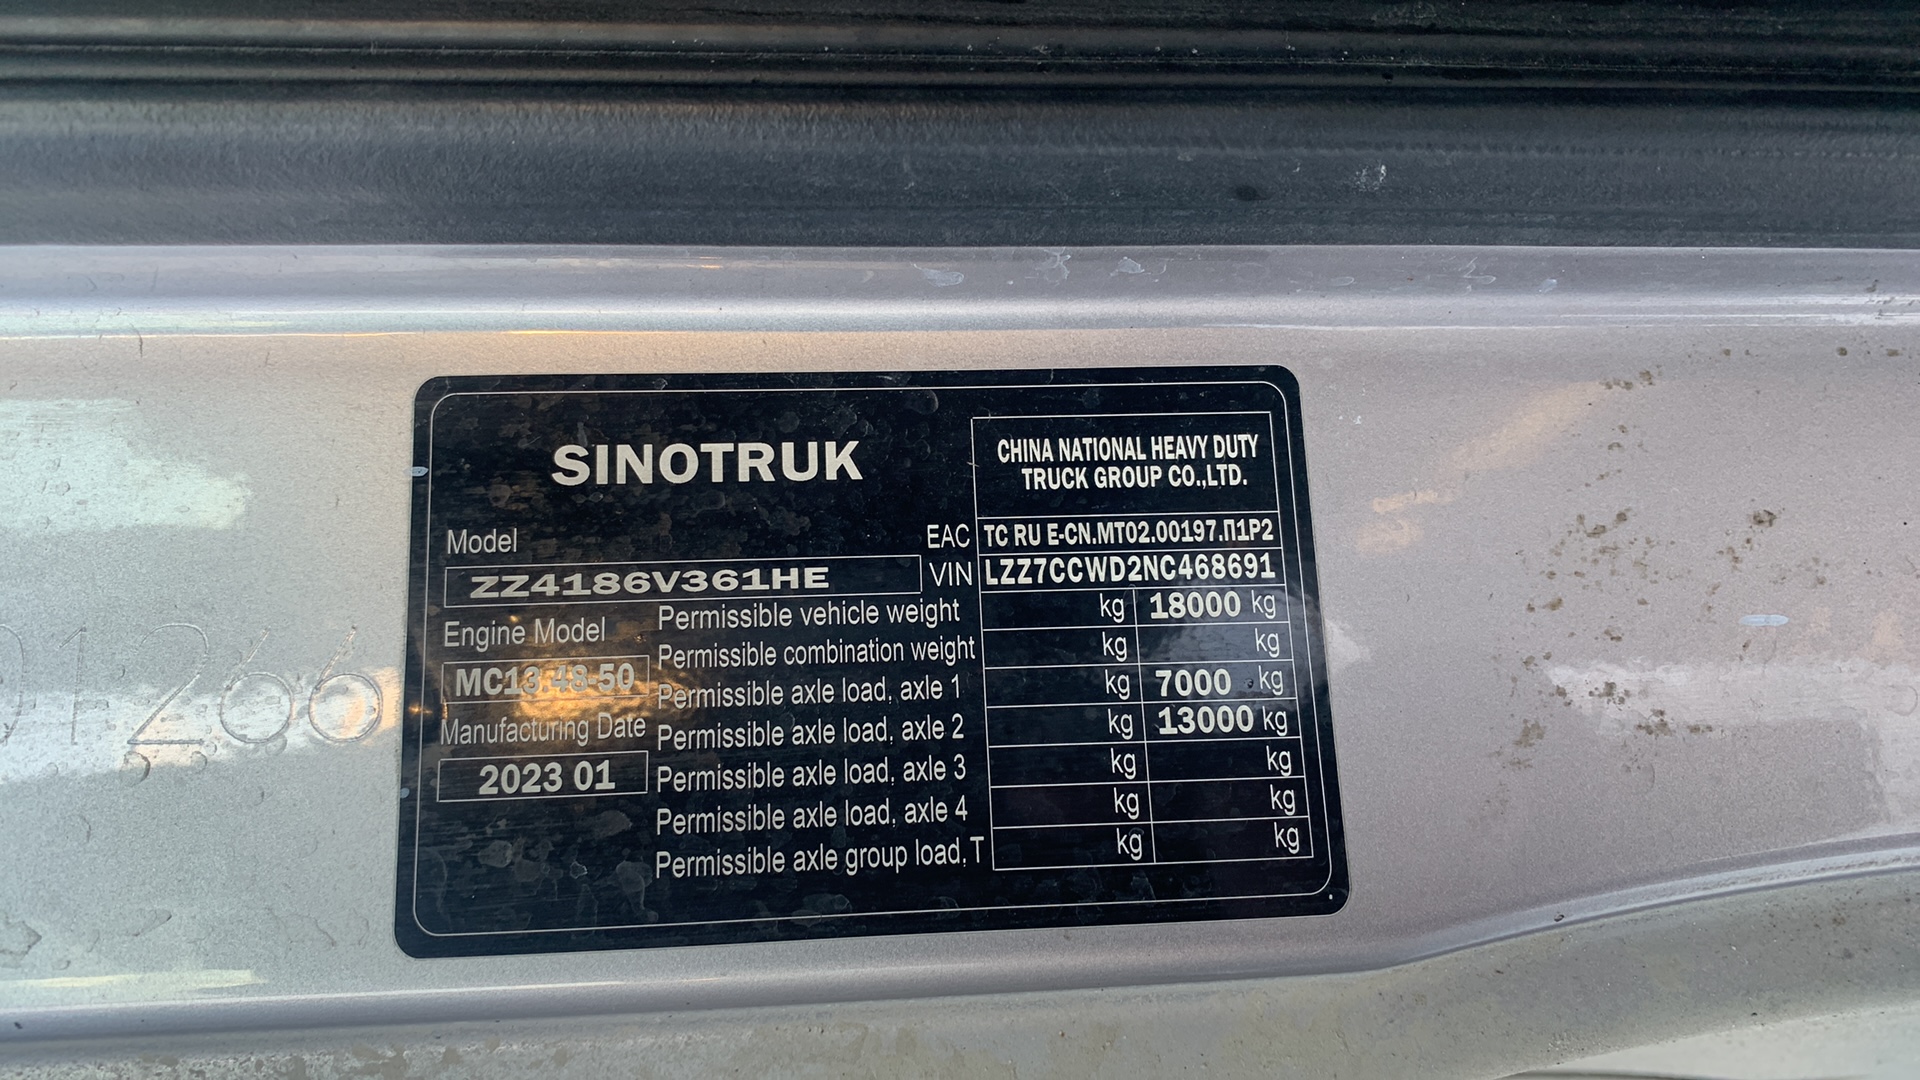 SINOTRUK
CHINA NATIONAL HEAVY DUTY
TRUCK GROUP CO.,LTD.
EAC TC RU E-CN.MT02.00197.П1Р2
Model
VIN LZZ7CCWD2NC468691
ZZ4186V361HE
Permissible vehicle weight kg 18000 kg
Engine Model
Permissible combination weight kg kg
MC13.48-50
Permissible axle load, axle 1 kg 7000 kg
Manufacturing Date
Permissible axle load, axle 2 kg 13000 kg
2023 01
Permissible axle load, axle 3 kg kg
Permissible axle load, axle 4 kg kg
Permissible axle group load,T kg kg
1266